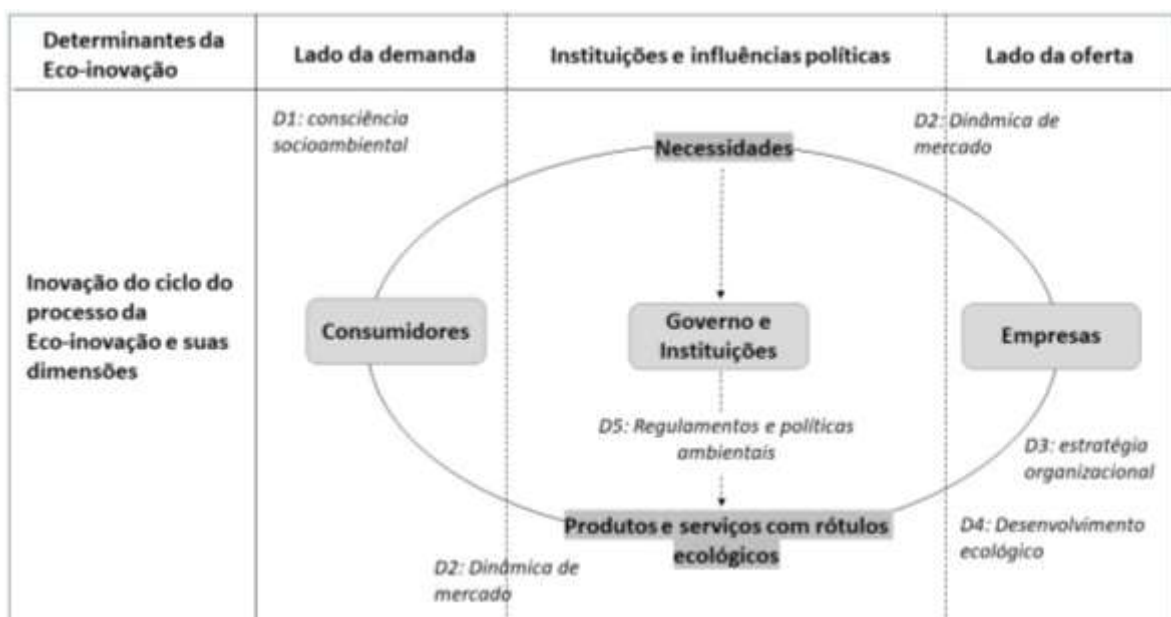 Determinantes da
Eco-inovação
Lado da demanda
Instituições e influências políticas
Lado da oferta
D1: consciência
socioambiental
D2: Dinâmica de
mercado
Necessidades
Inovação do ciclo do
processo da
Eco-inovação e suas
dimensões
Consumidores
Governo e
Instituições
Empresas
D5: Regulamentos e políticas
ambientais
D3: estratégia
organizacional
Produtos e serviços com rótulos
ecológicos
D4: Desenvolvimento
ecológico
D2: Dinâmica de
mercado